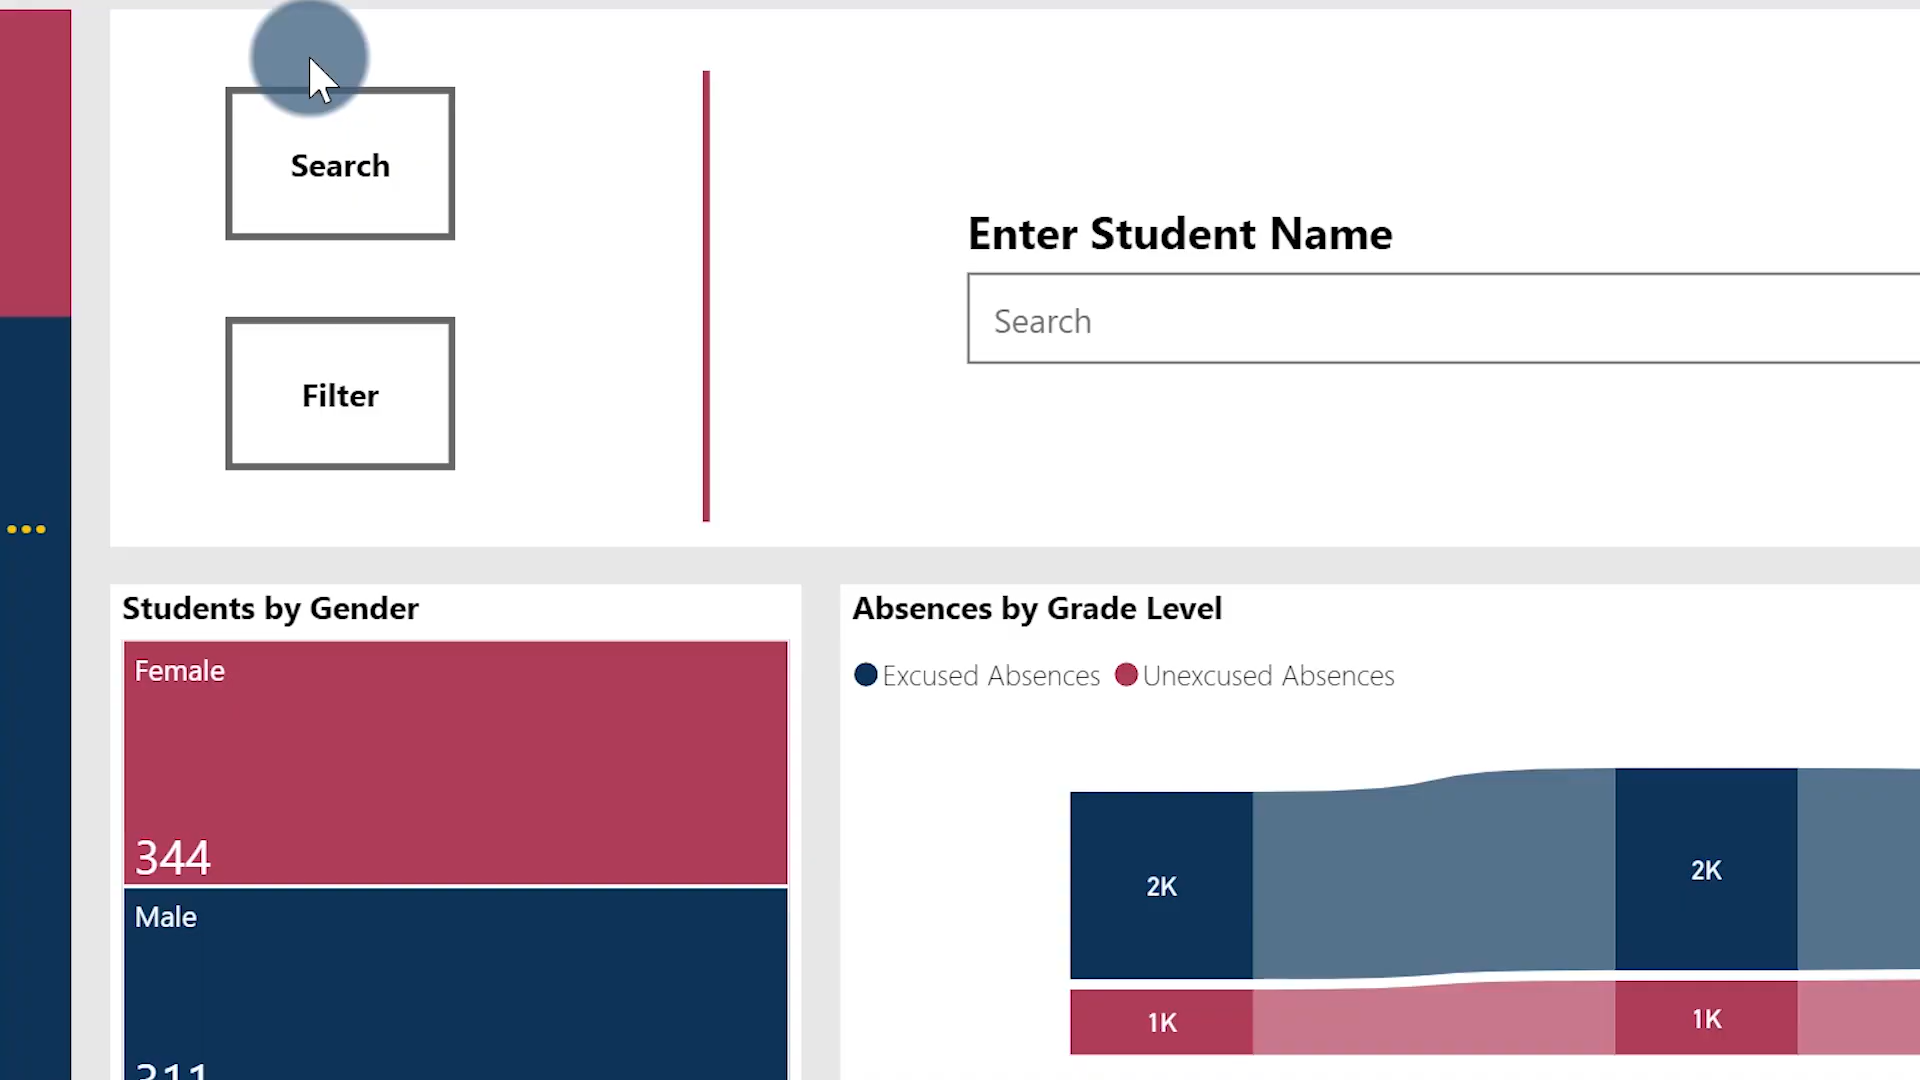 Search
Enter Student Name
Search
Filter
Students by Gender
Female
344
Male
311
Absences by Grade Level
Excused Absences
Unexcused Absences
2K
2K
1K
1K